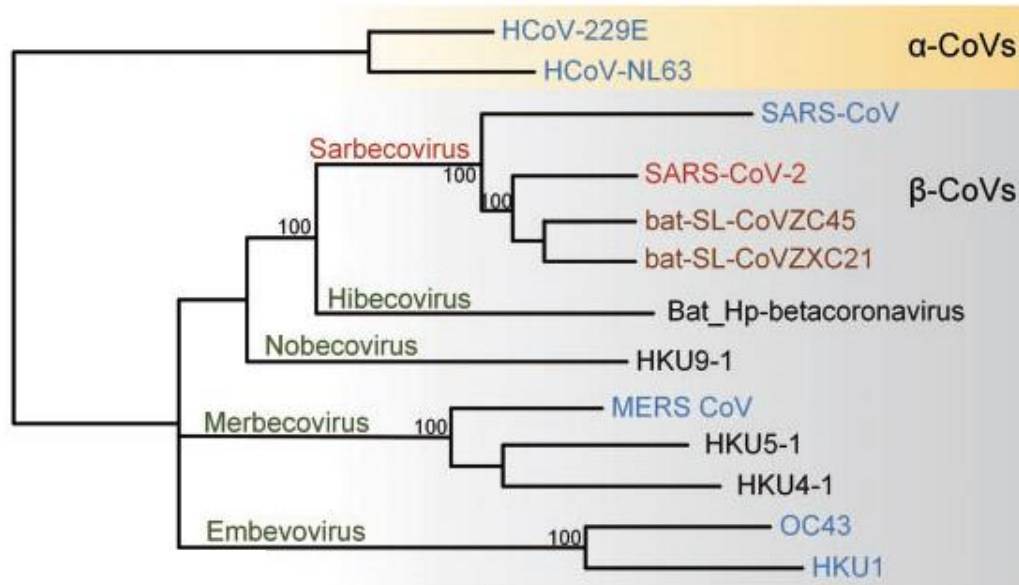 HCoV-229E
α-CoVs
HCoV-NL63
SARS-CoV
Sarbecovirus
100
SARS-CoV-2
β-CoVs
100
bat-SL-CoVZC45
100
bat-SL-CoVZXC21
Hibecovirus
Bat_Hp-betacoronavirus
Nobecovirus
HKU9-1
Merbecovirus
MERS CoV
100
HKU5-1
HKU4-1
Embevovirus
OC43
100
HKU1